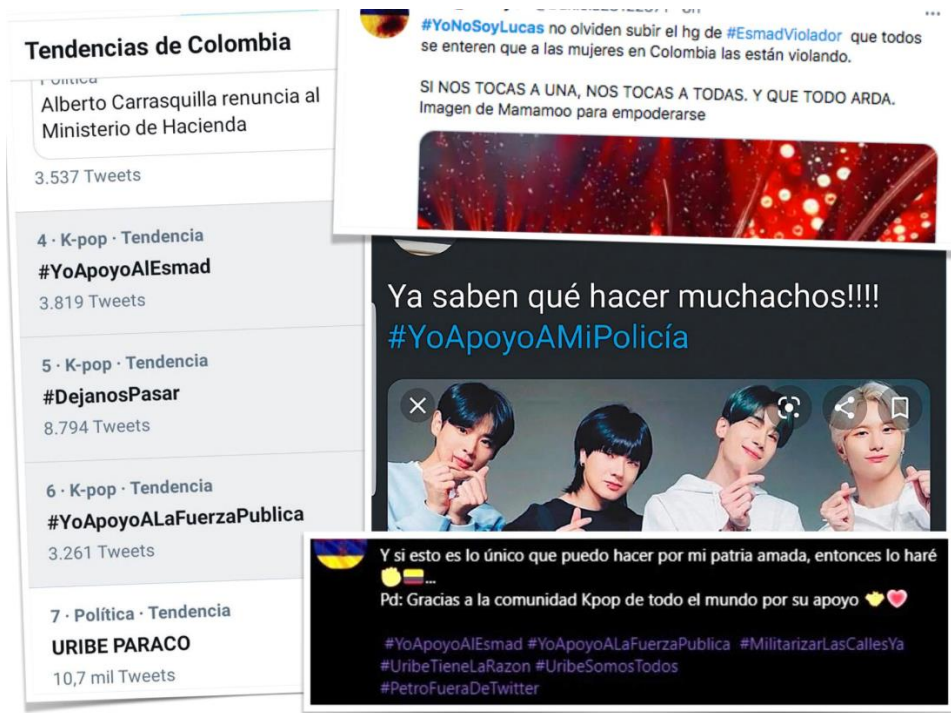 Tendencias de Colombia
Política
Alberto Carrasquilla renuncia al
Ministerio de Hacienda
3.537 Tweets
4 · K-pop · Tendencia
#YoApoyoAlEsmad
3.819 Tweets
5 · K-pop · Tendencia
#DejanosPasar
8.794 Tweets
6 · K-pop · Tendencia
#YoApoyoALaFuerzaPublica
3.261 Tweets
7 · Política · Tendencia
URIBE PARACO
10,7 mil Tweets
#YoNoSoyLucas no olviden subir el hg de #EsmadViolador que todos
se enteren que a las mujeres en Colombia las están violando.
SI NOS TOCAS A UNA, NOS TOCAS A TODAS. Y QUE TODO ARDA.
Imagen de Mamamoo para empoderarse
Ya saben qué hacer muchachos!!!!
#YoApoyoAMiPolicía
Y si esto es lo único que puedo hacer por mi patria amada, entonces lo haré
...
Pd: Gracias a la comunidad Kpop de todo el mundo por su apoyo
#YoApoyoAlEsmad #YoApoyoALaFuerzaPublica #MilitarizarLasCallesYa
#UribeTieneLaRazon #UribeSomosTodos
#PetroFueraDeTwitter